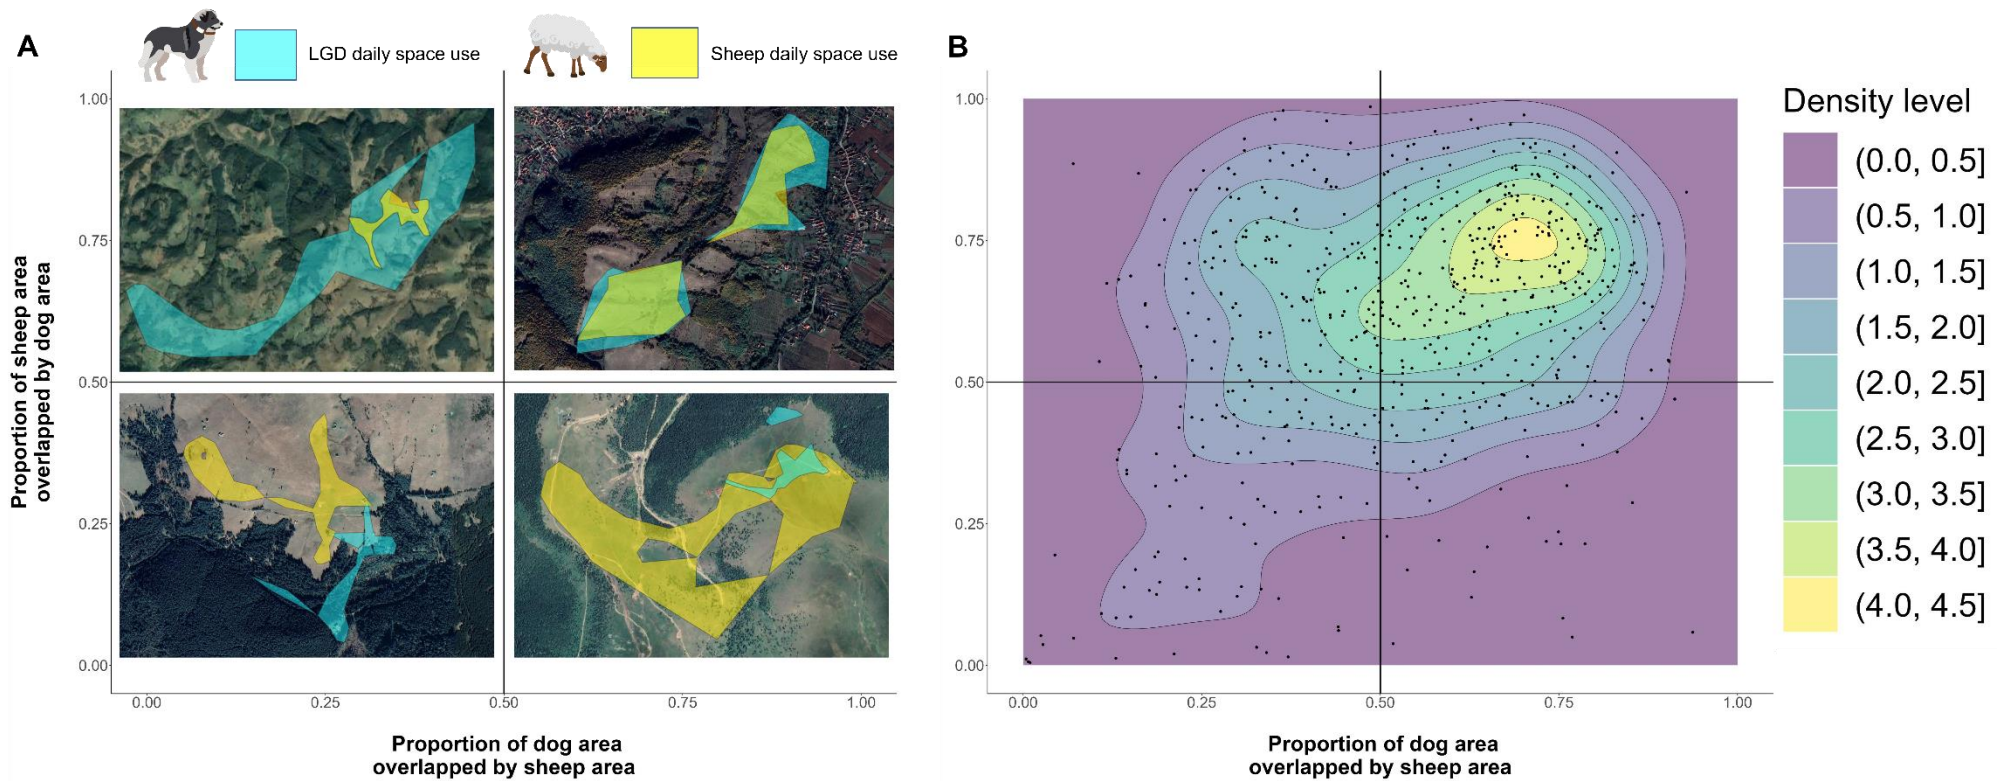 A
LGD daily space use
Sheep daily space use
1.00
0.75
0.50
0.25
0.00
Proportion of sheep area
overlapped by dog area
0.00
0.25
0.50
0.75
1.00
Proportion of dog area
overlapped by sheep area
B
1.00
0.75
0.50
0.25
0.00
0.00
0.25
0.50
0.75
1.00
Proportion of dog area
overlapped by sheep area
Density level
(0.0, 0.5]
(0.5, 1.0]
(1.0, 1.5]
(1.5, 2.0]
(2.0, 2.5]
(2.5, 3.0]
(3.0, 3.5]
(3.5, 4.0]
(4.0, 4.5]